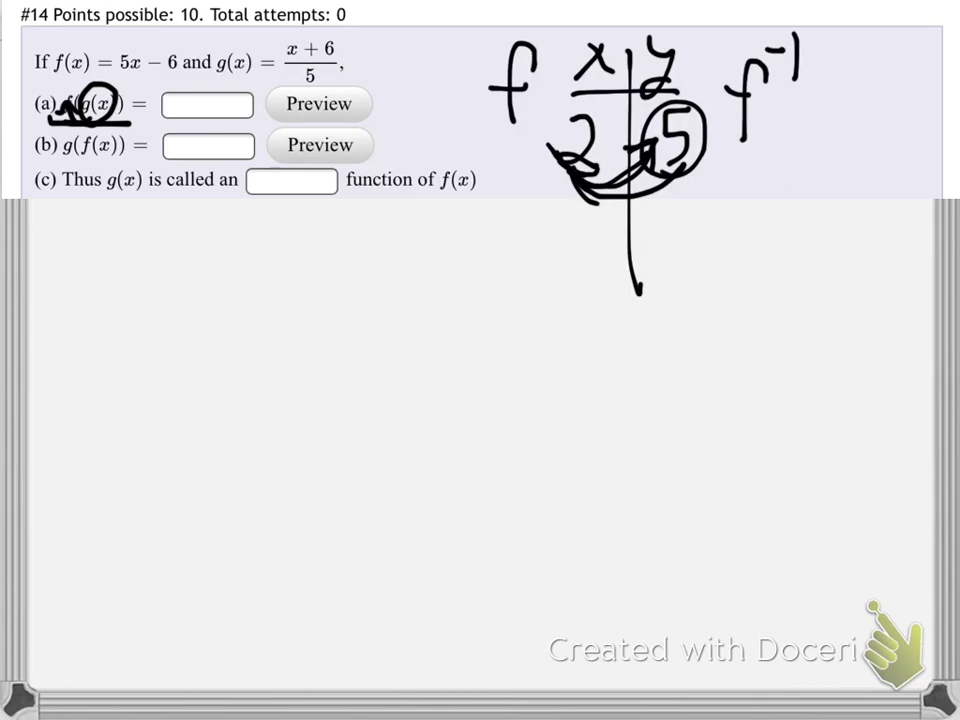 #14 Points possible: 10. Total attempts: 0
If f(x) = 5x − 6 and g(x) = \frac{x + 6}{5},
(a) f(g(x)) = Preview
(b) g(f(x)) = Preview
(c) Thus g(x) is called an function of f(x)
f x y f⁻¹
2 5
Created with Doceri